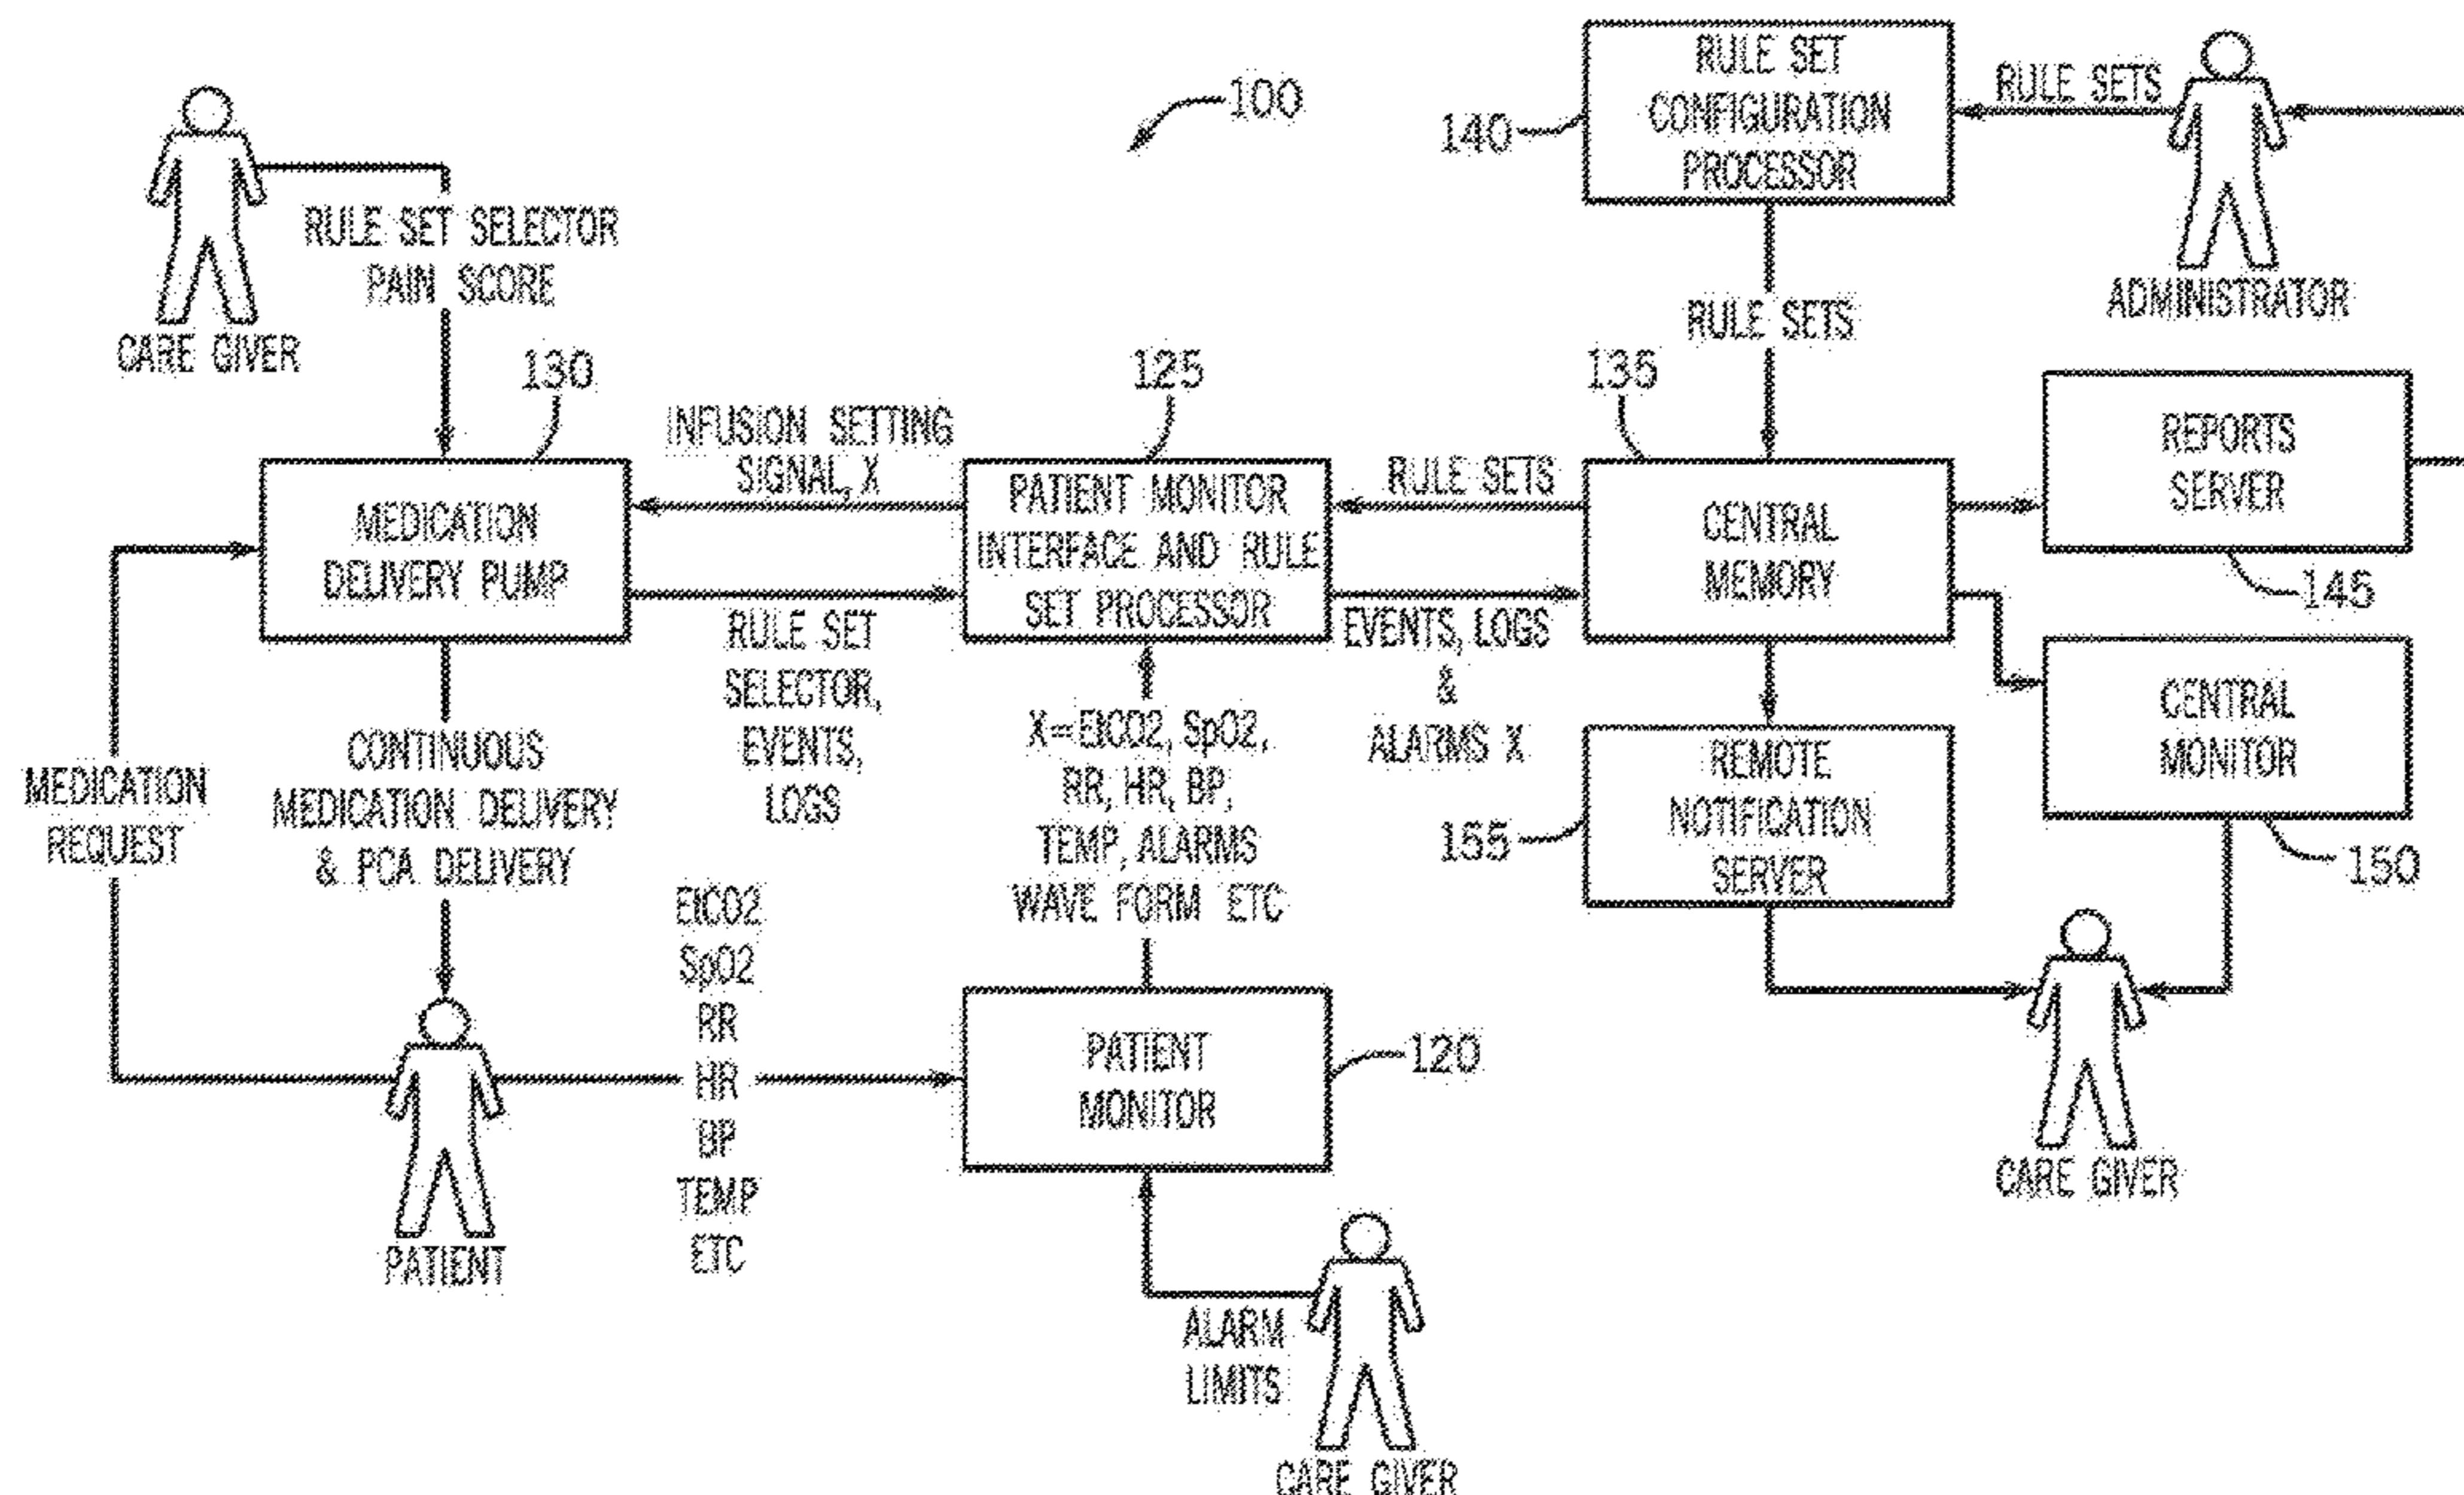 100
CARE GIVER
RULE SET SELECTOR
PAIN SCORE
130
MEDICATION
DELIVERY PUMP
INFUSION SETTING
SIGNAL, X
RULE SET
SELECTOR,
EVENTS,
LOGS
125
PATIENT MONITOR
INTERFACE AND RULE
SET PROCESSOR
140
RULE SET
CONFIGURATION
PROCESSOR
RULE SETS
ADMINISTRATOR
RULE SETS
135
RULE SETS
CENTRAL
MEMORY
EVENTS, LOGS
&
ALARMS X
REPORTS
SERVER
145
CENTRAL
MONITOR
150
155
REMOTE
NOTIFICATION
SERVER
CARE GIVER
MEDICATION
REQUEST
CONTINUOUS
MEDICATION DELIVERY
& PCA DELIVERY
PATIENT
EtCO2
SpO2
RR
HR
BP
TEMP
ETC
X=EtCO2, SpO2,
RR, HR, BP,
TEMP, ALARMS
WAVE FORM ETC
PATIENT
MONITOR
120
ALARM
LIMITS
CARE GIVER